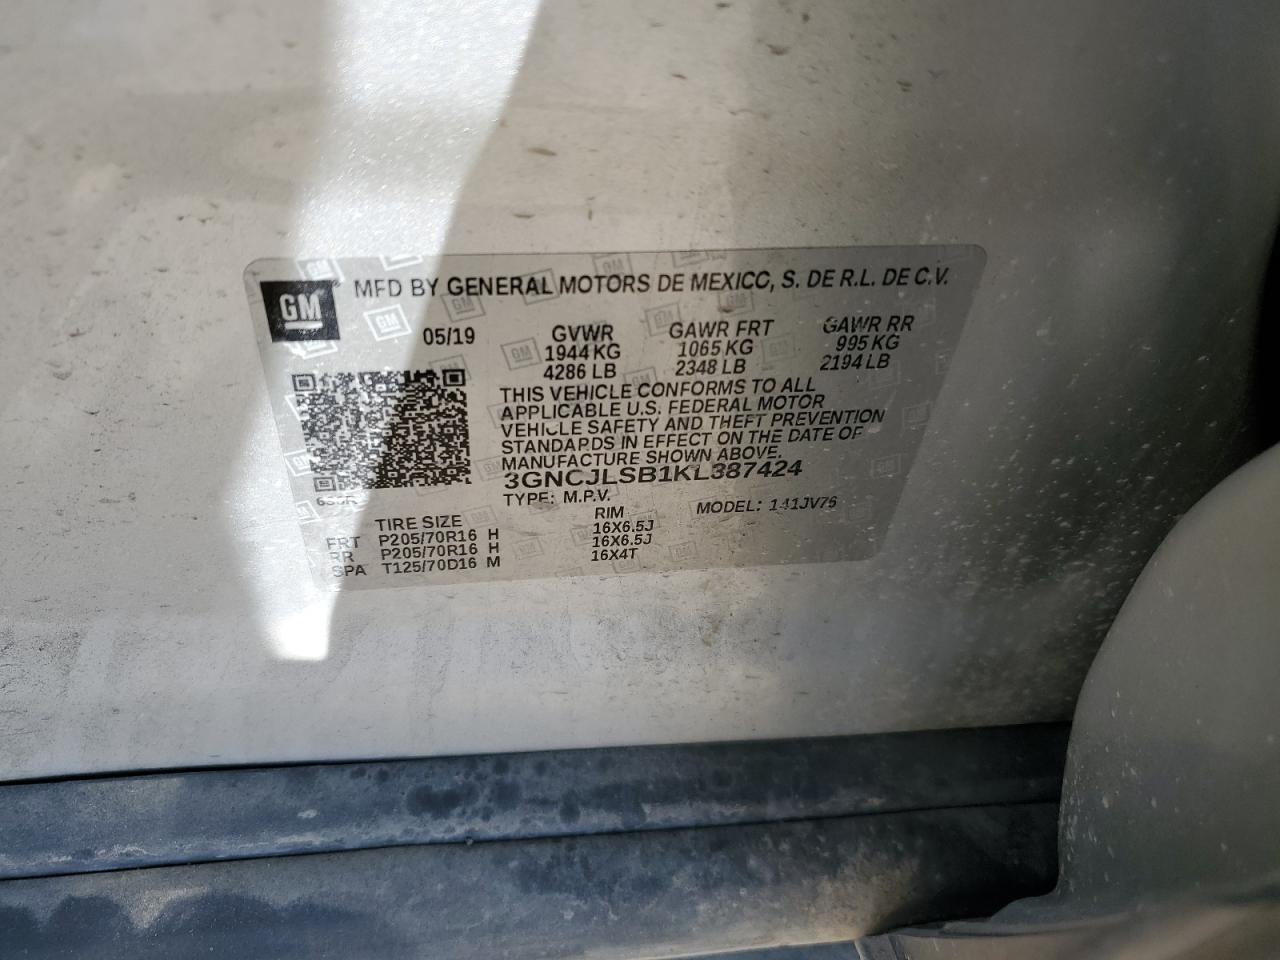 GM
MFD BY GENERAL MOTORS DE MEXICO, S. DE R.L. DE C.V.
05/19 GVWR GAWR FRT GAWR RR
1944 KG 1065 KG 995 KG
4286 LB 2348 LB 2194 LB
THIS VEHICLE CONFORMS TO ALL
APPLICABLE U.S. FEDERAL MOTOR
VEHICLE SAFETY AND THEFT PREVENTION
STANDARDS IN EFFECT ON THE DATE OF
MANUFACTURE SHOWN ABOVE.
3GNCJLSB1KL387424
TYPE: M.P.V. MODEL: 141JV76
TIRE SIZE RIM
FRT P205/70R16 H 16X6.5J
RR P205/70R16 H 16X6.5J
SPA T125/70D16 M 16X4T